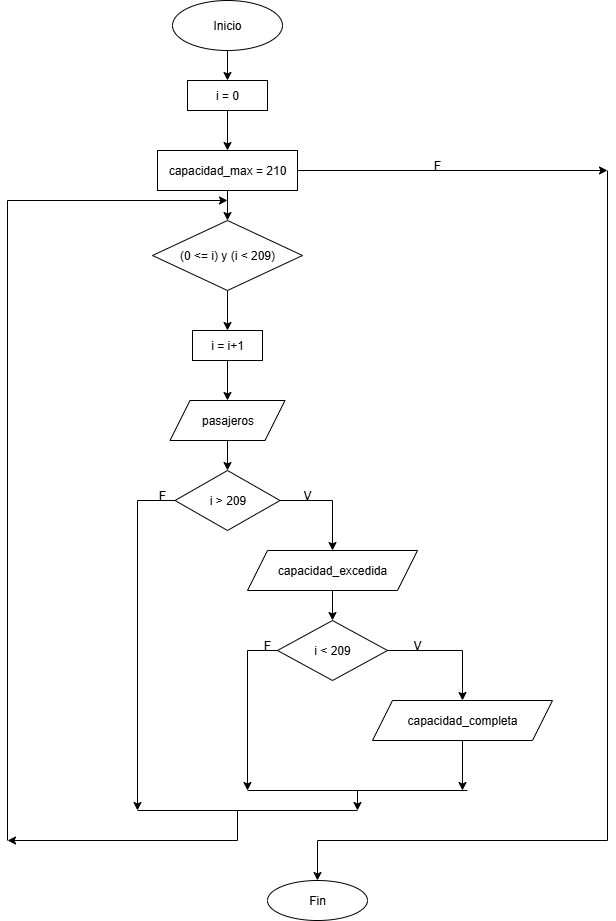 Inicio
i = 0
capacidad_max = 210
F
(0 <= i) y (i < 209)
i = i+1
pasajeros
F
i > 209
V
capacidad_excedida
F
i < 209
V
capacidad_completa
Fin